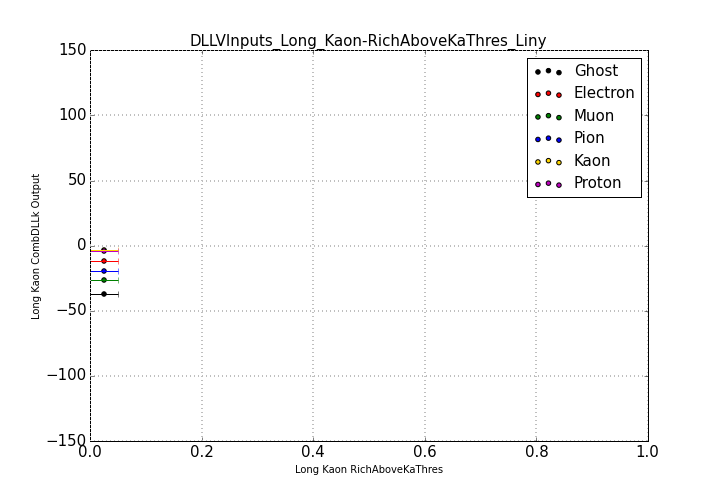 DLLVInputs_Long_Kaon-RichAboveKaThres_Liny
150
100
50
0
−50
−100
−150
Long Kaon CombDLLk Output
Ghost
Electron
Muon
Pion
Kaon
Proton
0.0
0.2
0.4
0.6
0.8
1.0
Long Kaon RichAboveKaThres